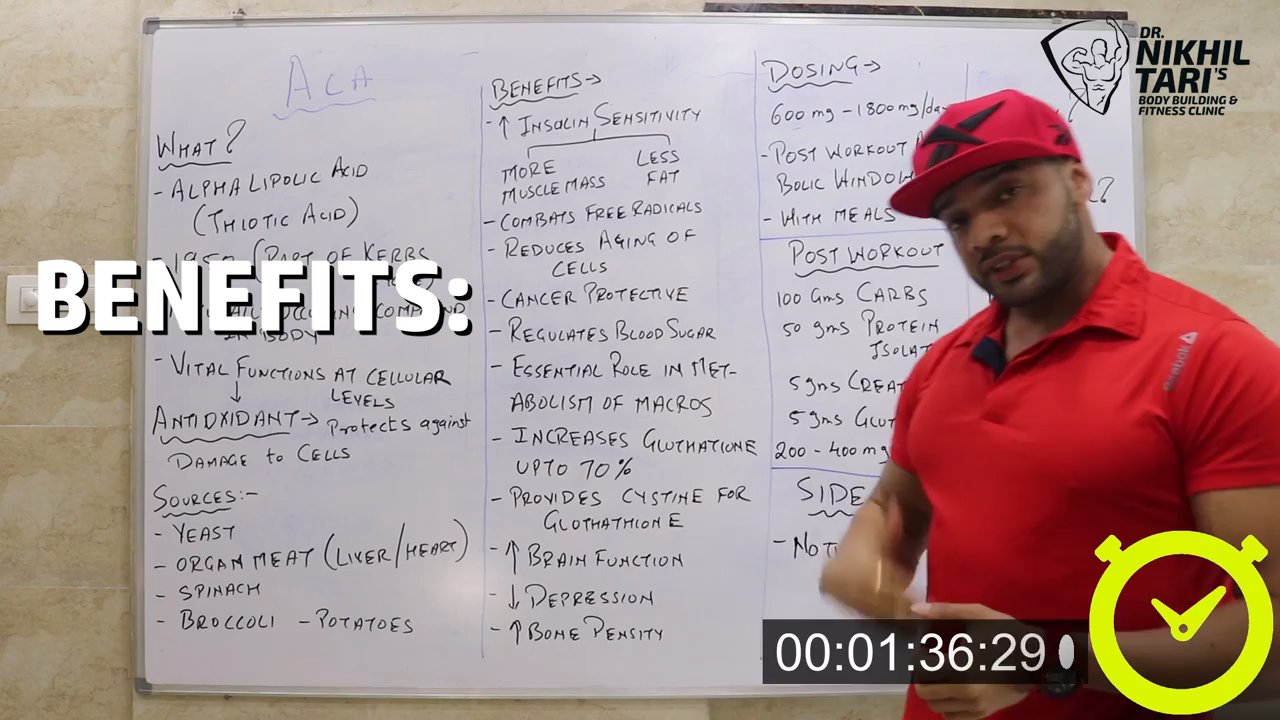 ALA
WHAT?
- ALPHA LIPOLIC ACID
(THIOTIC ACID)
BENEFITS:
- VITAL FUNCTIONS AT CELLULAR
LEVELS
ANTIOXIDANT → Protects against
DAMAGE to CELLS
SOURCES:-
- YEAST
- ORGAN MEAT (LIVER/HEART)
- SPINACH
- BROCCOLI - POTATOES
BENEFITS →
- ↑ INSULIN SENSITIVITY
MORE
MUSCLE MASS
LESS
FAT
- COMBATS FREE RADICALS
- REDUCES AGING OF
CELLS
- CANCER PROTECTIVE
- REGULATES BLOOD SUGAR
- ESSENTIAL ROLE IN MET-
ABOLISM OF MACROS
- INCREASES GLUTHATIONE
UPTO 70%
- PROVIDES CYSTINE FOR
GLUTHATHIONE
- ↑ BRAIN FUNCTION
- ↓ DEPRESSION
- ↑ BONE DENSITY
DOSING →
600 mg - 1800 mg/da
- POST WORKOUT
BOLIC WINDOW
- WITH MEALS
POST WORKOUT
100 Gms CARBS
50 gms PROTEIN
5 gms
5 gms
200 - 400 mg
SIDE
DR.
NIKHIL
TARI'S
BODY BUILDING &
FITNESS CLINIC
Reebok
00:01:36:29